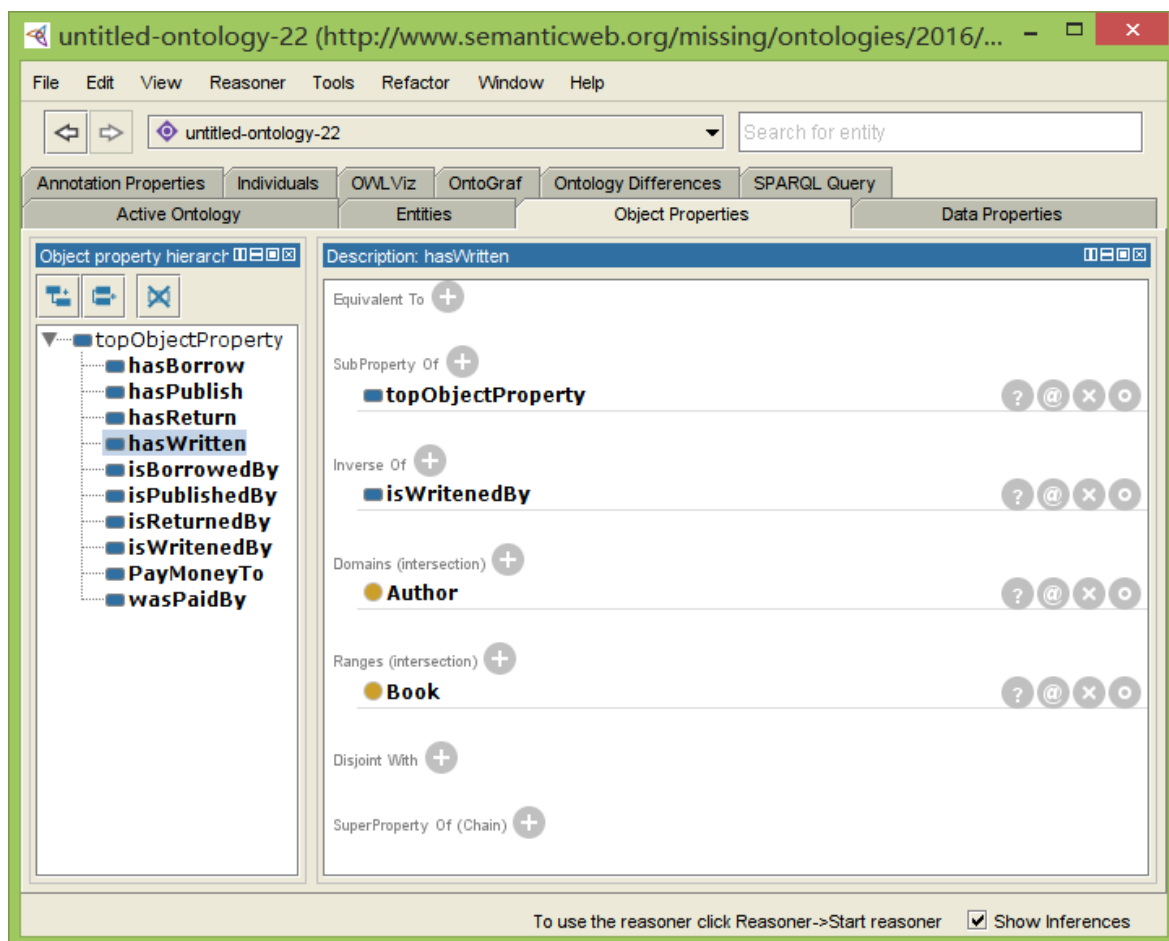 untitled-ontology-22 (http://www.semanticweb.org/missing/ontologies/2016/...
File Edit View Reasoner Tools Refactor Window Help
untitled-ontology-22 Search for entity
Annotation Properties Individuals OWLViz OntoGraf Ontology Differences SPARQL Query
Active Ontology Entities Object Properties Data Properties
Object property hierarch
topObjectProperty
hasBorrow
hasPublish
hasReturn
hasWritten
isBorrowedBy
isPublishedBy
isReturnedBy
isWritenedBy
PayMoneyTo
wasPaidBy
Description: hasWritten
Equivalent To
SubProperty Of
topObjectProperty
Inverse Of
isWritenedBy
Domains (intersection)
Author
Ranges (intersection)
Book
Disjoint With
SuperProperty Of (Chain)
To use the reasoner click Reasoner->Start reasoner Show Inferences